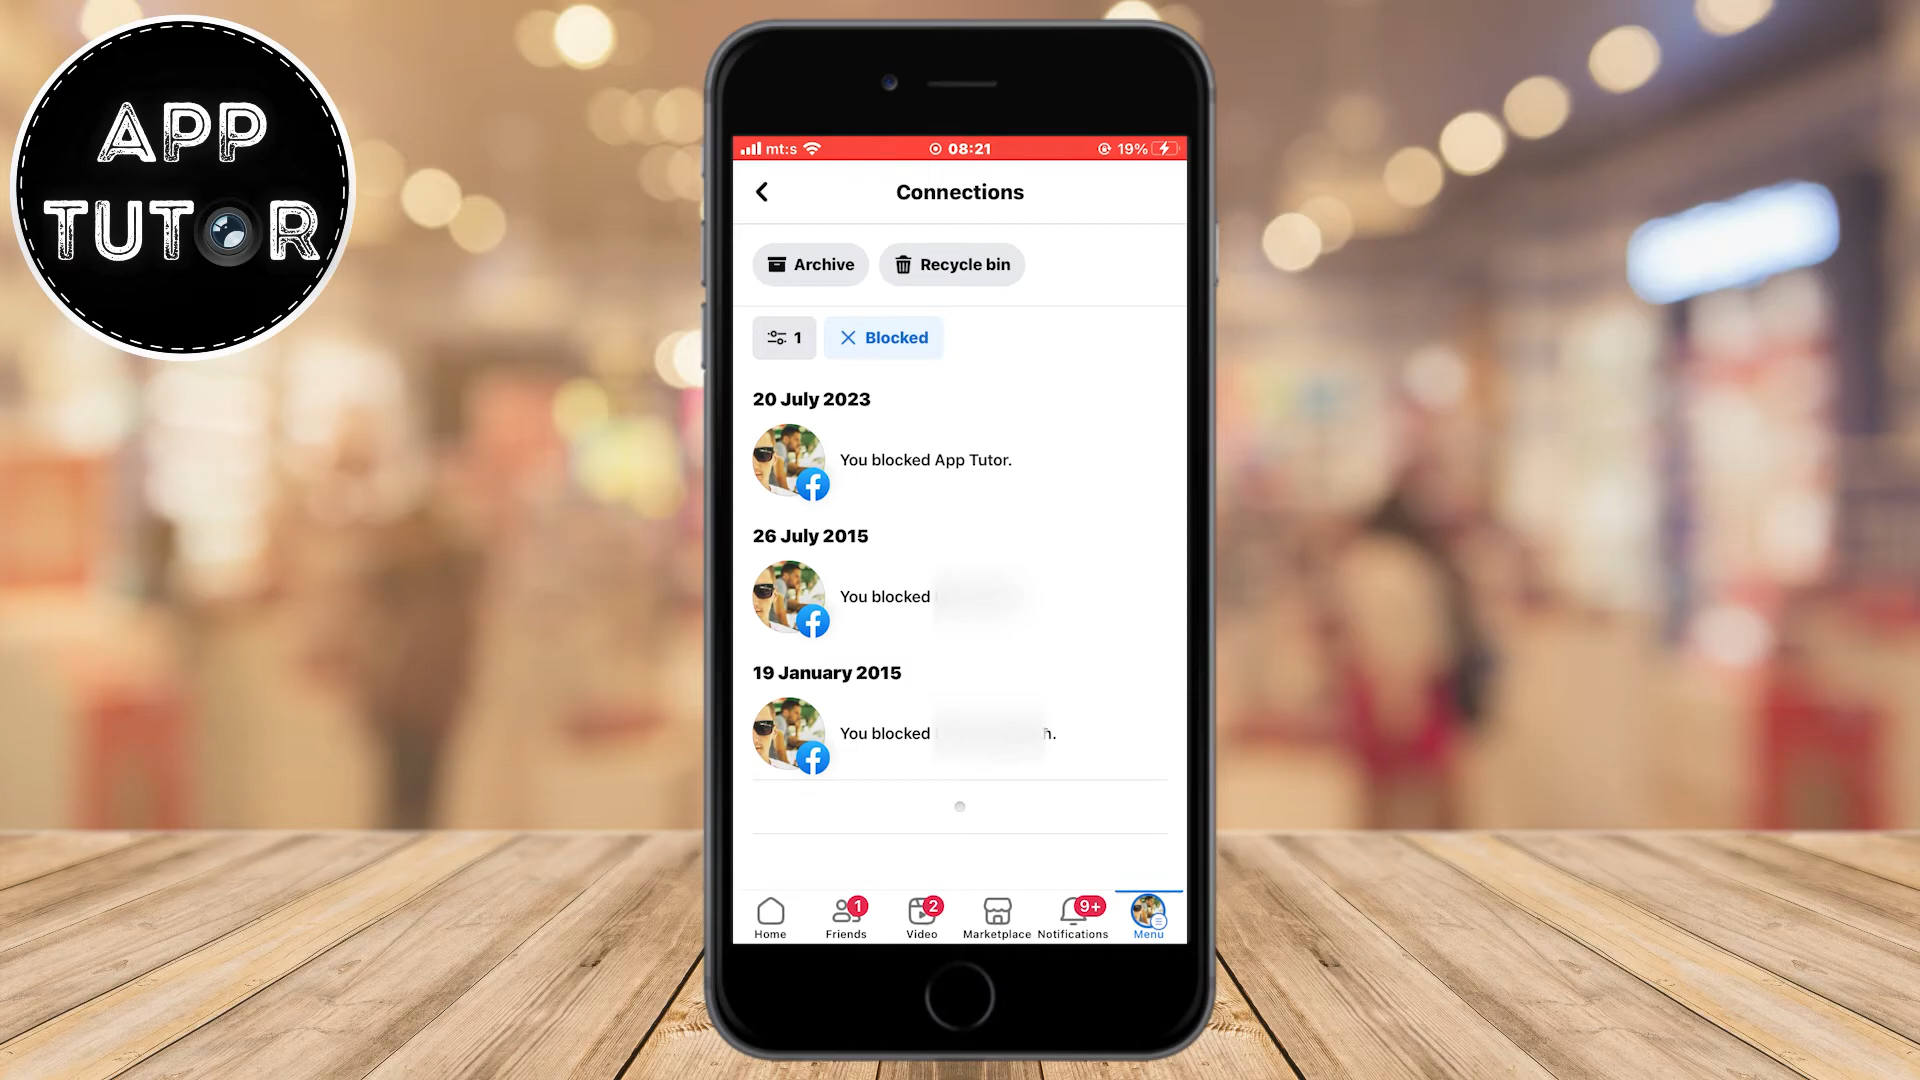 APP
TUTOR
mt:s 08:21 19%
Connections
Archive Recycle bin
1 Blocked
20 July 2023
You blocked App Tutor.
26 July 2015
You blocked
19 January 2015
You blocked h.
1 2 9+
Home Friends Video Marketplace Notifications Menu